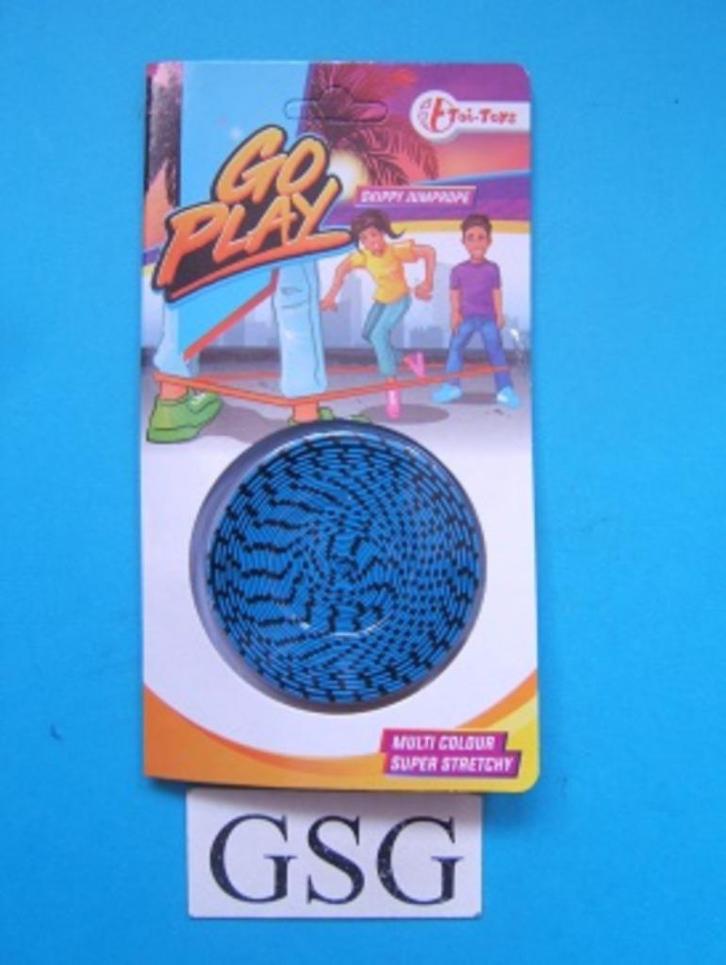 Toi-Toys
GO
PLAY
SKIPPY JUMPROPE
MULTI COLOUR
SUPER STRETCHY
GSG